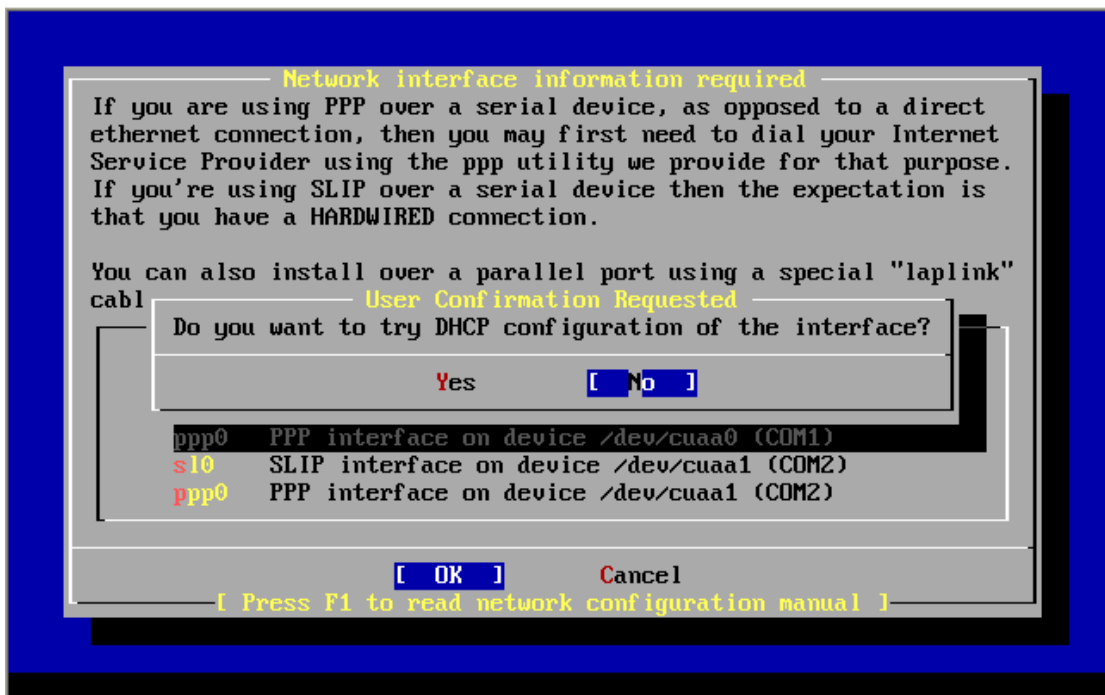 Network interface information required
If you are using PPP over a serial device, as opposed to a direct
ethernet connection, then you may first need to dial your Internet
Service Provider using the ppp utility we provide for that purpose.
If you're using SLIP over a serial device then the expectation is
that you have a HARDWIRED connection.
You can also install over a parallel port using a special "laplink"
cabl
User Confirmation Requested
Do you want to try DHCP configuration of the interface?
Yes [ No ]
ppp0 PPP interface on device /dev/cuaa0 (COM1)
sl0 SLIP interface on device /dev/cuaa1 (COM2)
ppp0 PPP interface on device /dev/cuaa1 (COM2)
[ OK ] Cancel
[ Press F1 to read network configuration manual ]